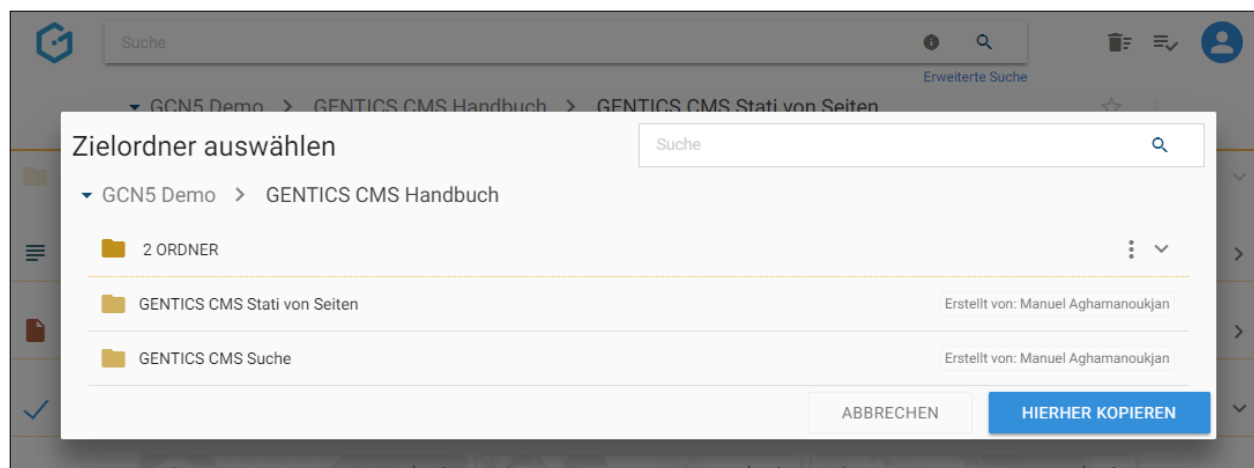 Suche
Erweiterte Suche
GCN5 Demo > GENTICS CMS Handbuch > GENTICS CMS Stati von Seiten
Zielordner auswählen
Suche
GCN5 Demo > GENTICS CMS Handbuch
2 ORDNER
GENTICS CMS Stati von Seiten Erstellt von: Manuel Aghamanoukjan
GENTICS CMS Suche Erstellt von: Manuel Aghamanoukjan
ABBRECHEN HIERHER KOPIEREN